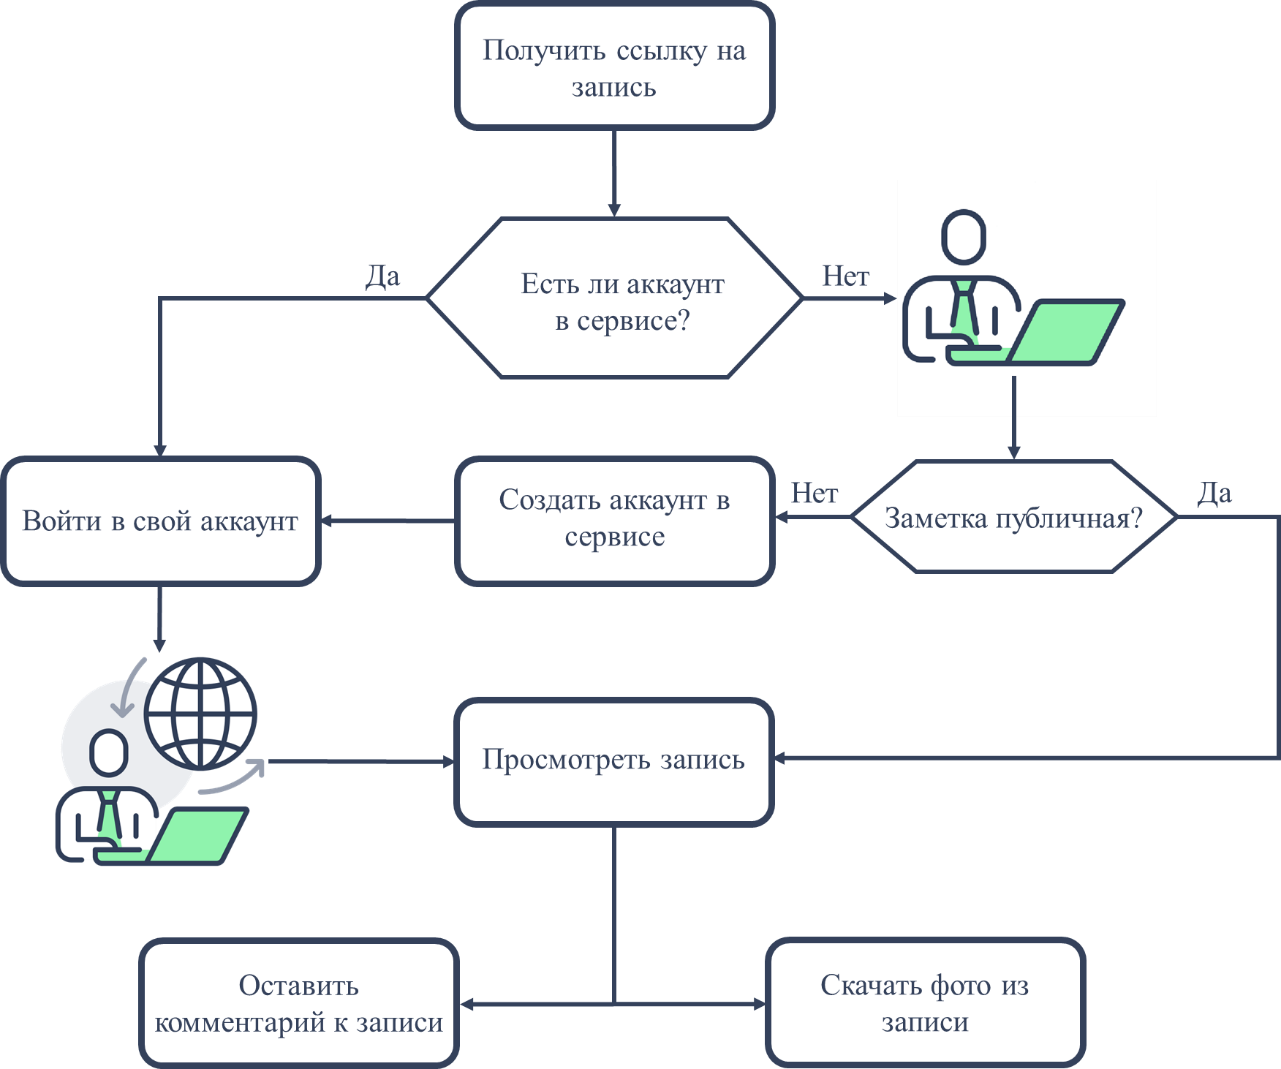 Получить ссылку на
запись
Да
Есть ли аккаунт
в сервисе?
Нет
Войти в свой аккаунт
Создать аккаунт в
сервисе
Нет
Заметка публичная?
Да
Просмотреть запись
Оставить
комментарий к записи
Скачать фото из
записи